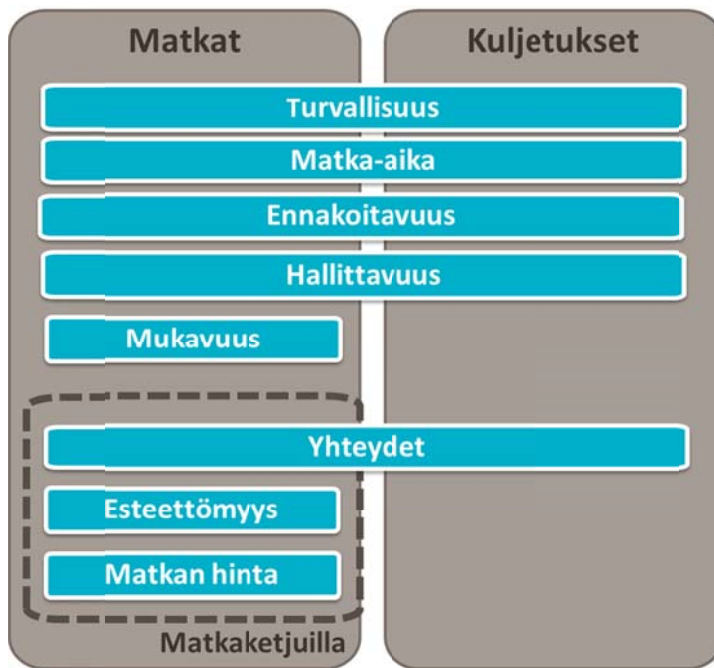 Matkat
Kuljetukset
Turvallisuus
Matka-aika
Ennakoitavuus
Hallittavuus
Mukavuus
Yhteydet
Esteettömyys
Matkan hinta
Matkaketjuilla